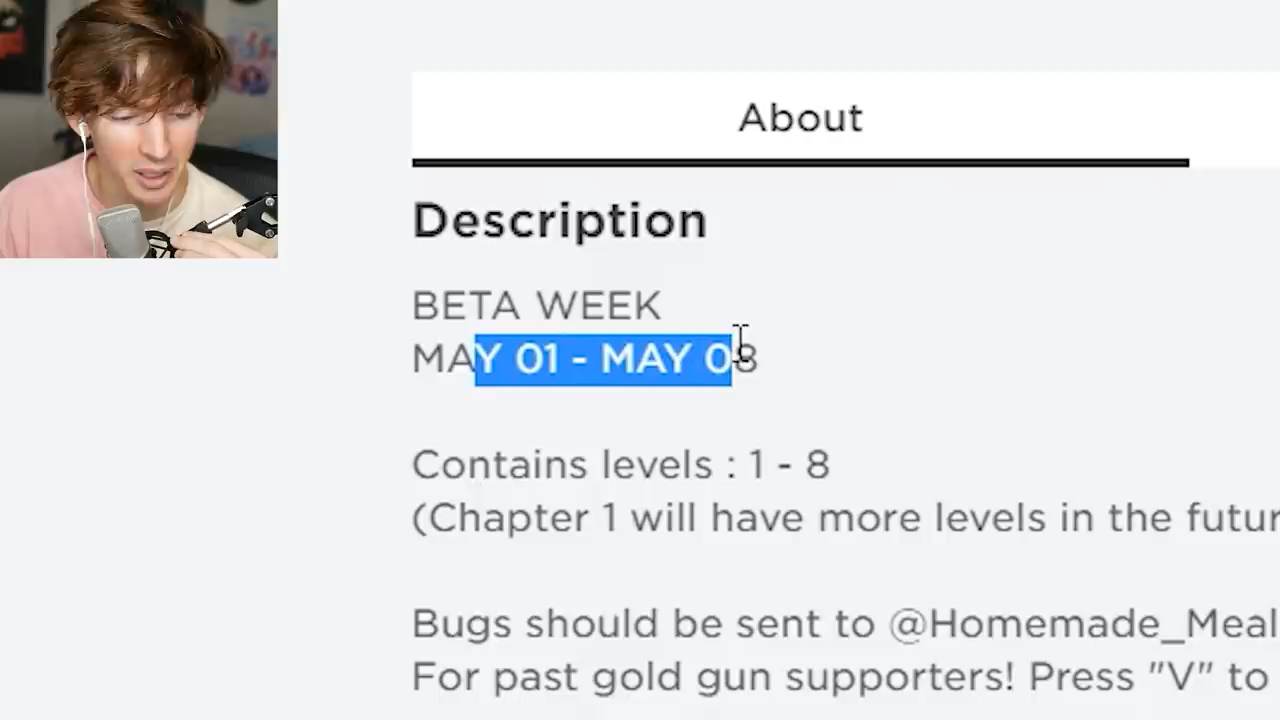 About
Description
BETA WEEK
MAY 01 - MAY 08
Contains levels : 1 - 8
(Chapter 1 will have more levels in the futur
Bugs should be sent to @Homemade_Meal
For past gold gun supporters! Press "V" to